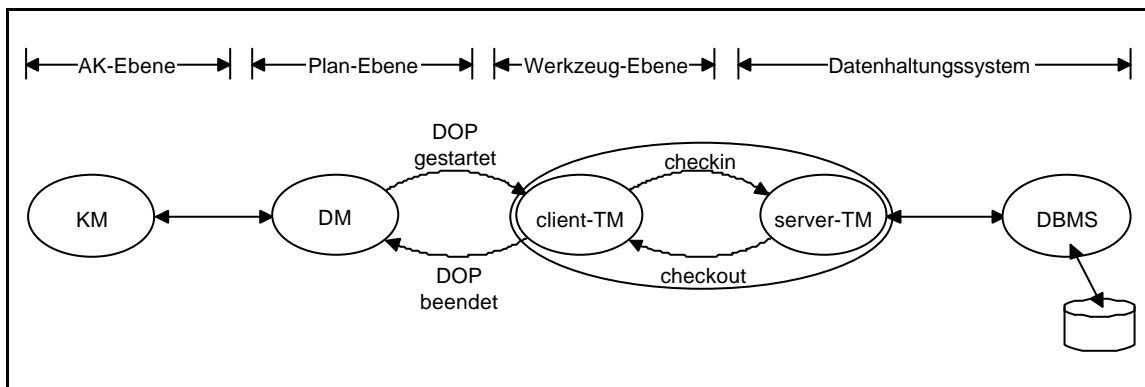 AK-Ebene
Plan-Ebene
Werkzeug-Ebene
Datenhaltungssystem
DOP
gestartet
checkin
KM
DM
client-TM
server-TM
DBMS
DOP
beendet
checkout